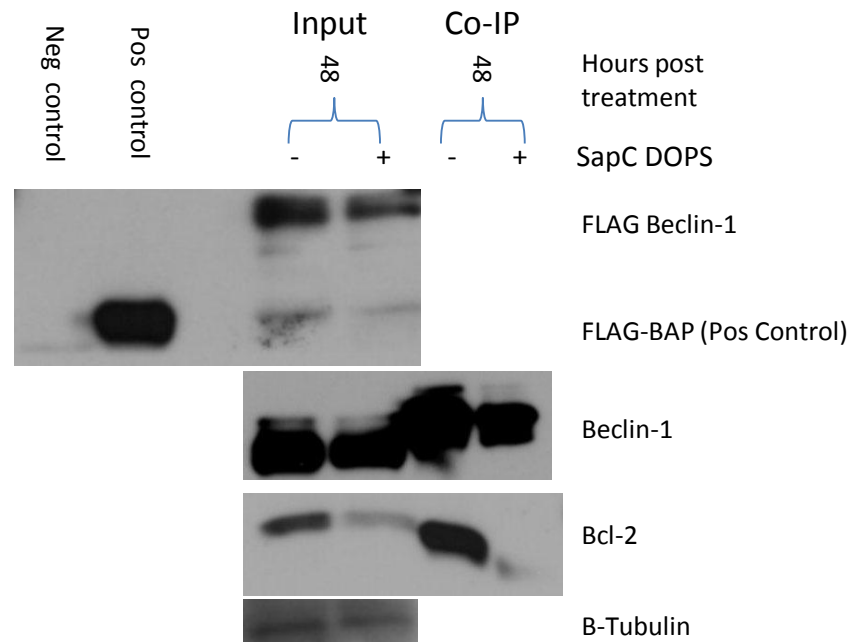 Neg control
Pos control
Input
Co-IP
48
48
Hours post
treatment
-
+
-
+
SapC DOPS
FLAG Beclin-1
FLAG-BAP (Pos Control)
Beclin-1
Bcl-2
B-Tubulin